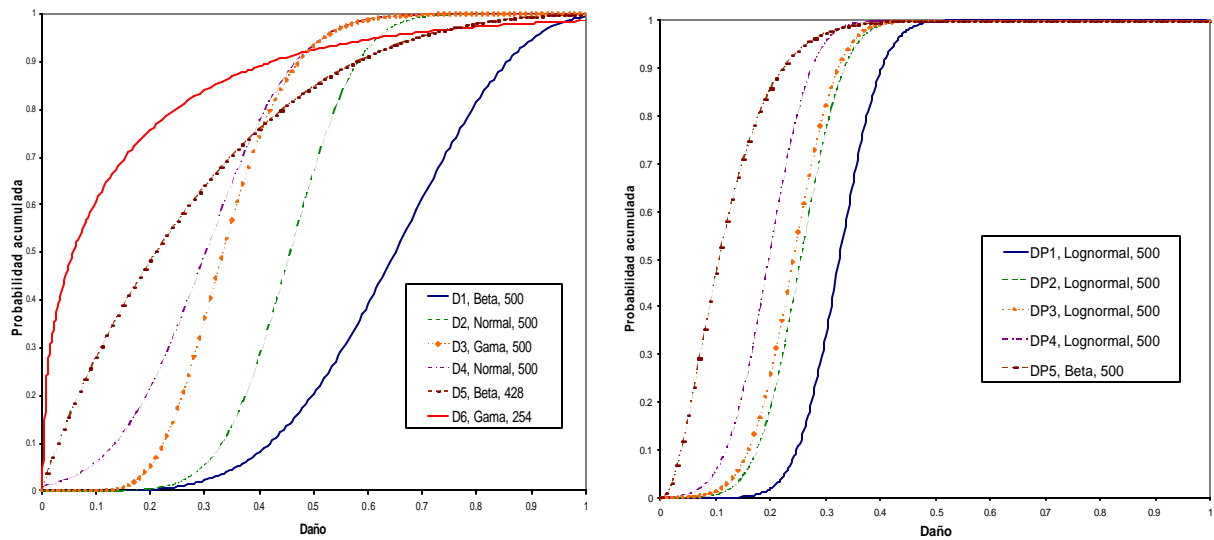 1
0.9
0.8
0.7
0.6
0.5
0.4
0.3
0.2
0.1
0
Probabilidad acumulada
0 0.1 0.2 0.3 0.4 0.5 0.6 0.7 0.8 0.9 1
Daño
D1, Beta, 500
D2, Normal, 500
D3, Gama, 500
D4, Normal, 500
D5, Beta, 428
D6, Gama, 254
1
0.9
0.8
0.7
0.6
0.5
0.4
0.3
0.2
0.1
0
Probabilidad acumulada
0 0.1 0.2 0.3 0.4 0.5 0.6 0.7 0.8 0.9 1
Daño
DP1, Lognormal, 500
DP2, Lognormal, 500
DP3, Lognormal, 500
DP4, Lognormal, 500
DP5, Beta, 500